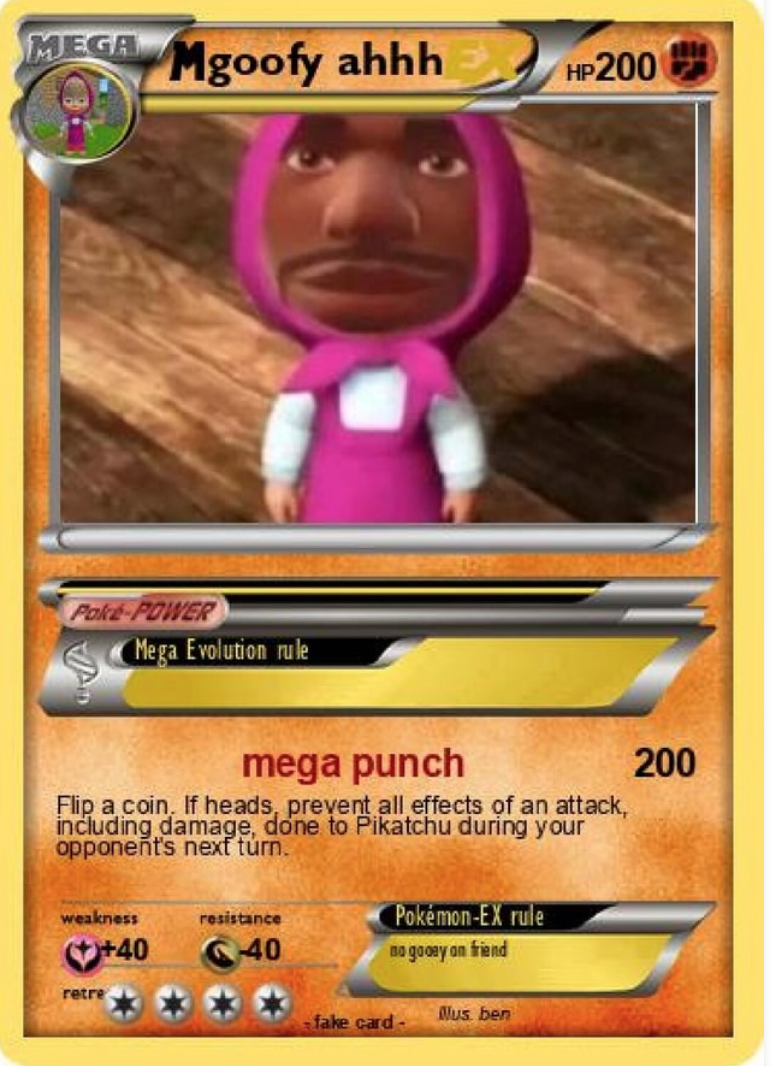 MEGA
Mgoofy ahhh EX HP200
Poké-POWER
Mega Evolution rule
mega punch 200
Flip a coin. If heads, prevent all effects of an attack,
including damage, done to Pikatchu during your
opponent's next turn.
weakness resistance
+40 -40
Pokémon-EX rule
no gooey on friend
retre
- fake card -
Illus. ben